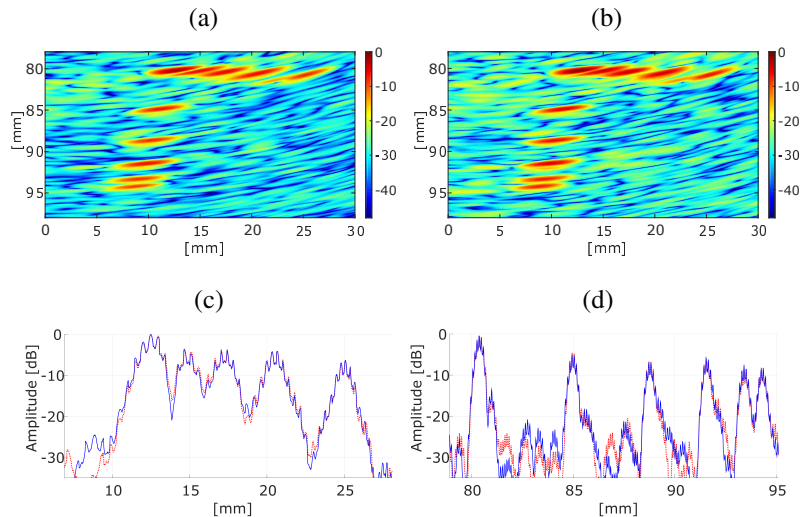 (a) (b)
80 85 90 95
[mm]
0 5 10 15 20 25 30
[mm]
0 -10 -20 -30 -40
80 85 90 95
[mm]
0 5 10 15 20 25 30
[mm]
0 -10 -20 -30 -40
(c) (d)
0 -10 -20 -30
Amplitude [dB]
10 15 20 25
[mm]
0 -10 -20 -30
Amplitude [dB]
80 85 90 95
[mm]